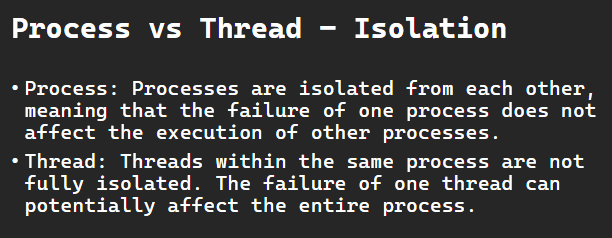 Process vs Thread – Isolation
• Process: Processes are isolated from each other,
meaning that the failure of one process does not
affect the execution of other processes.
• Thread: Threads within the same process are not
fully isolated. The failure of one thread can
potentially affect the entire process.